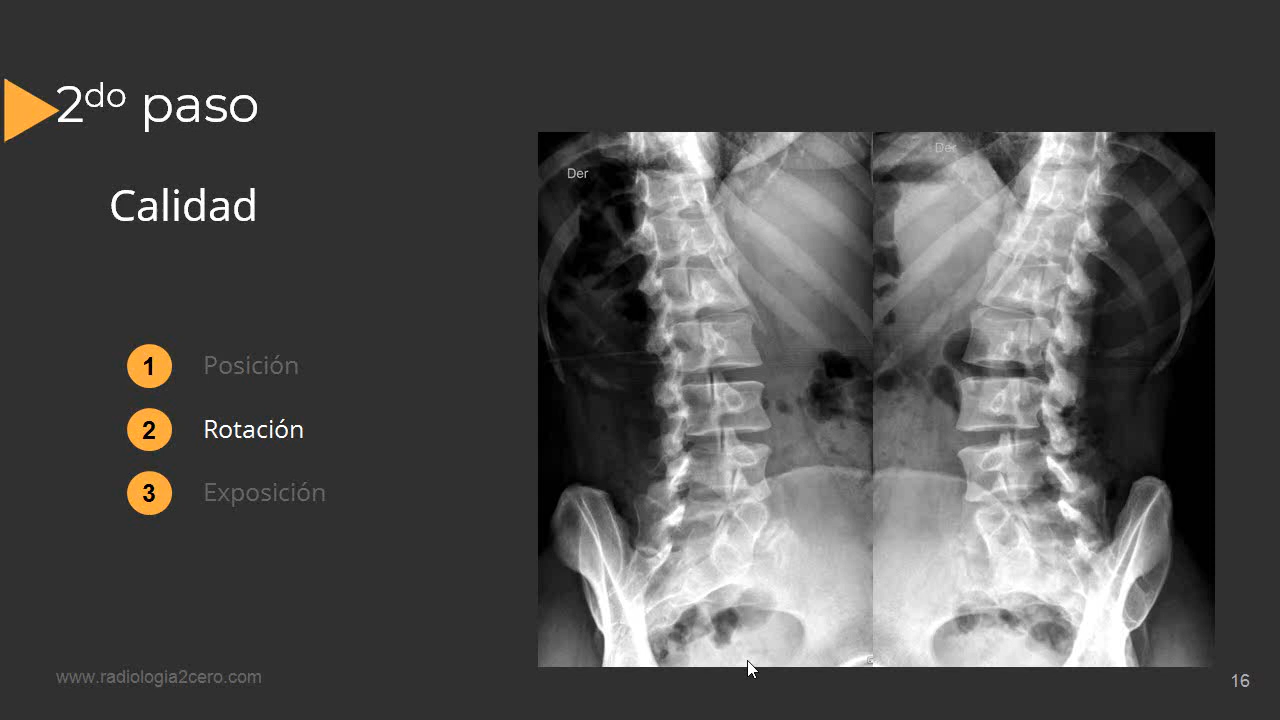 2do paso
Calidad
1 Posición
2 Rotación
3 Exposición
Der
Der
www.radiologia2cero.com
16